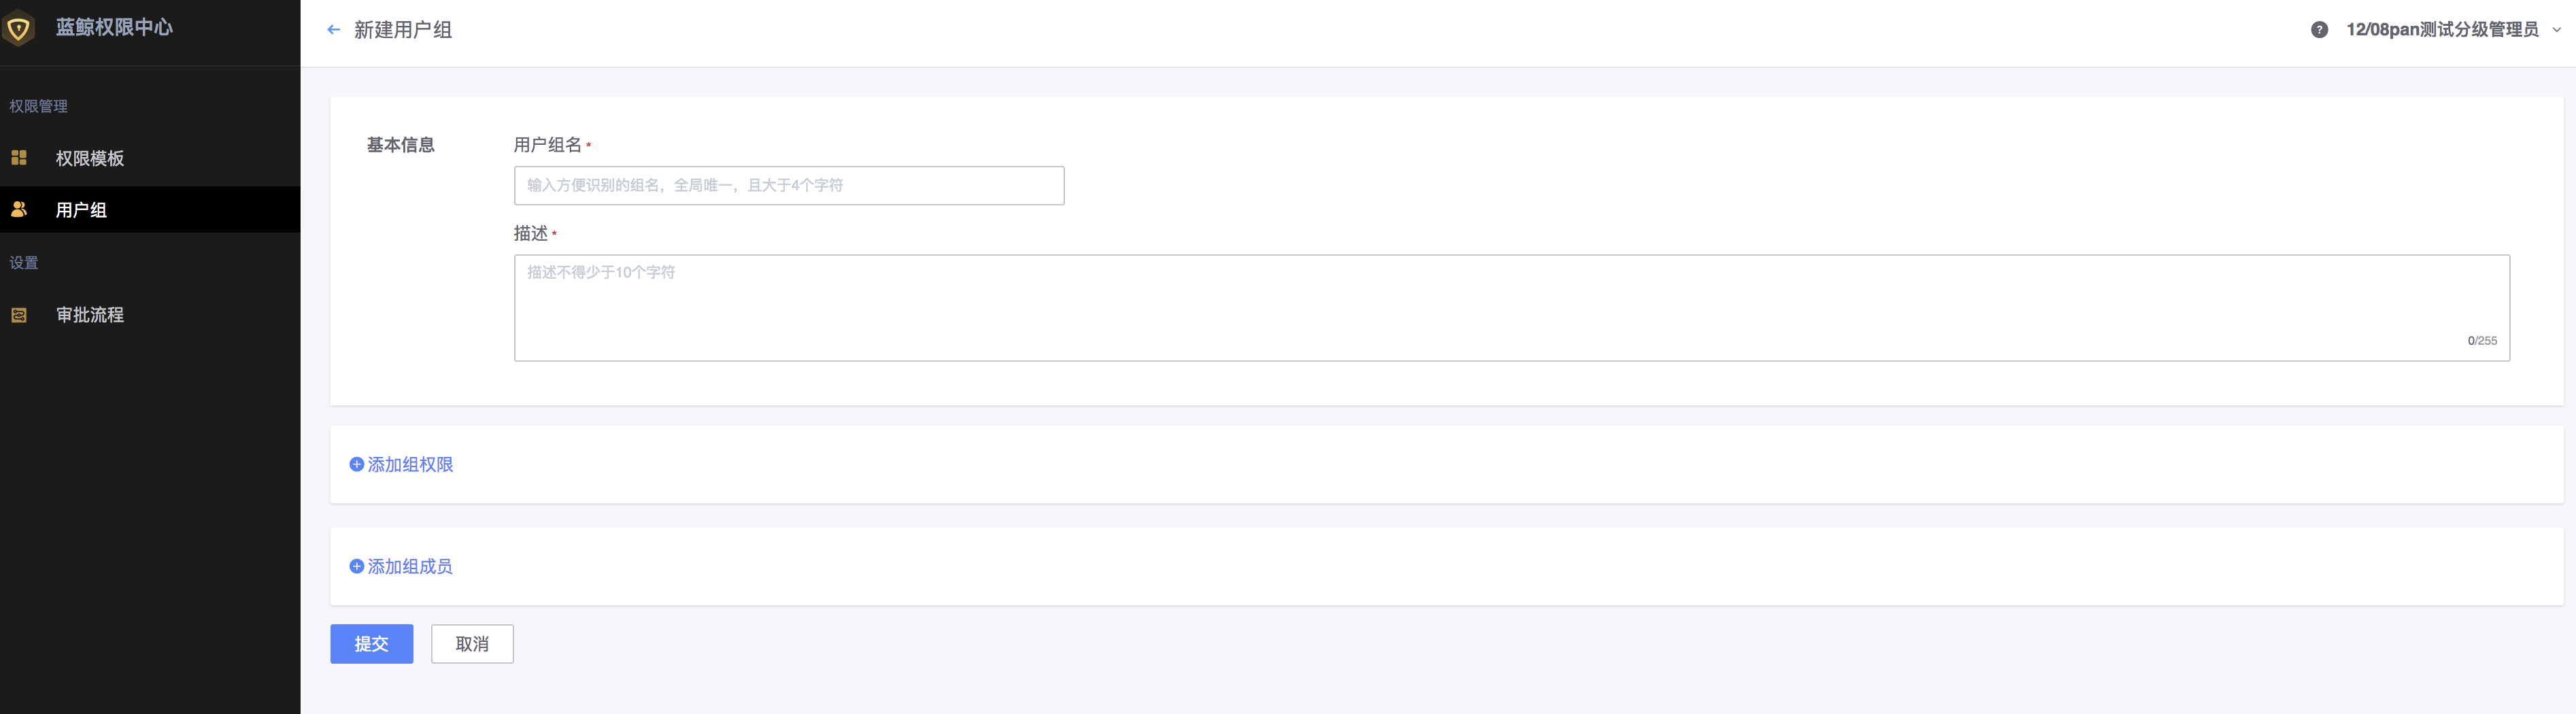 蓝鲸权限中心
新建用户组
12/08pan测试分级管理员
权限管理
权限模板
用户组
设置
审批流程
基本信息
用户组名 *
输入方便识别的组名，全局唯一，且大于4个字符
描述 *
描述不得少于10个字符
0/255
添加组权限
添加组成员
提交
取消